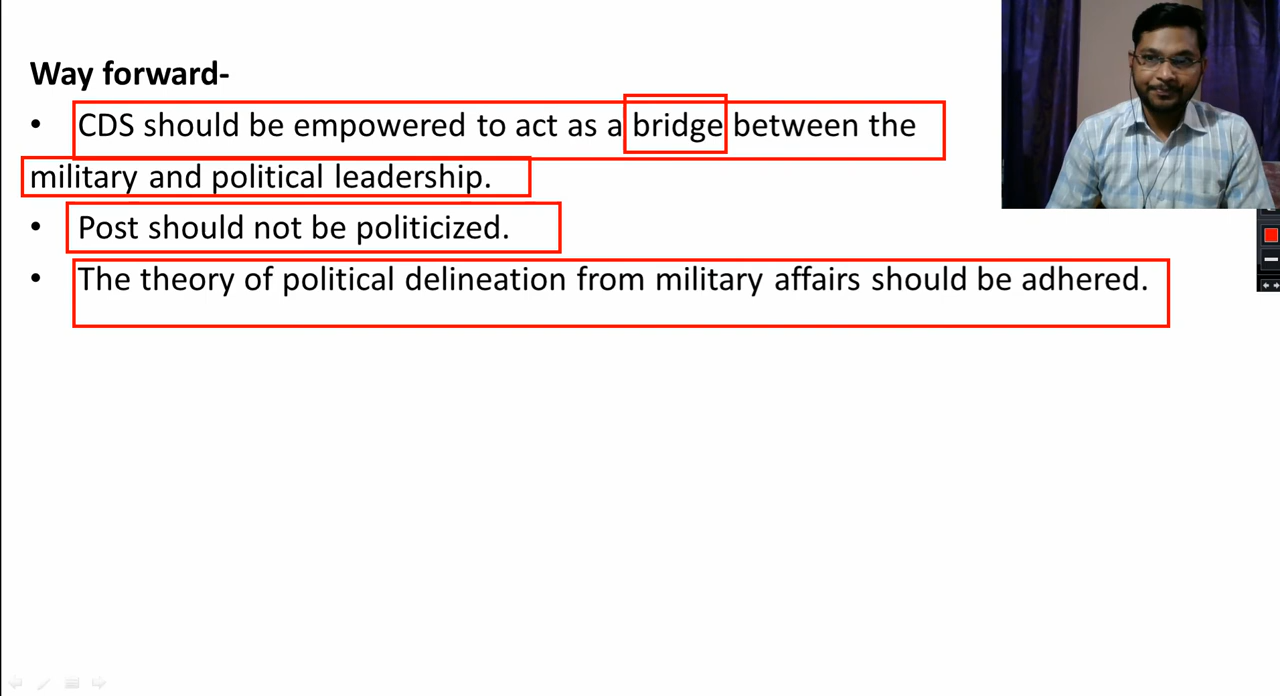 Way forward-
• CDS should be empowered to act as a bridge between the
military and political leadership.
• Post should not be politicized.
• The theory of political delineation from military affairs should be adhered.